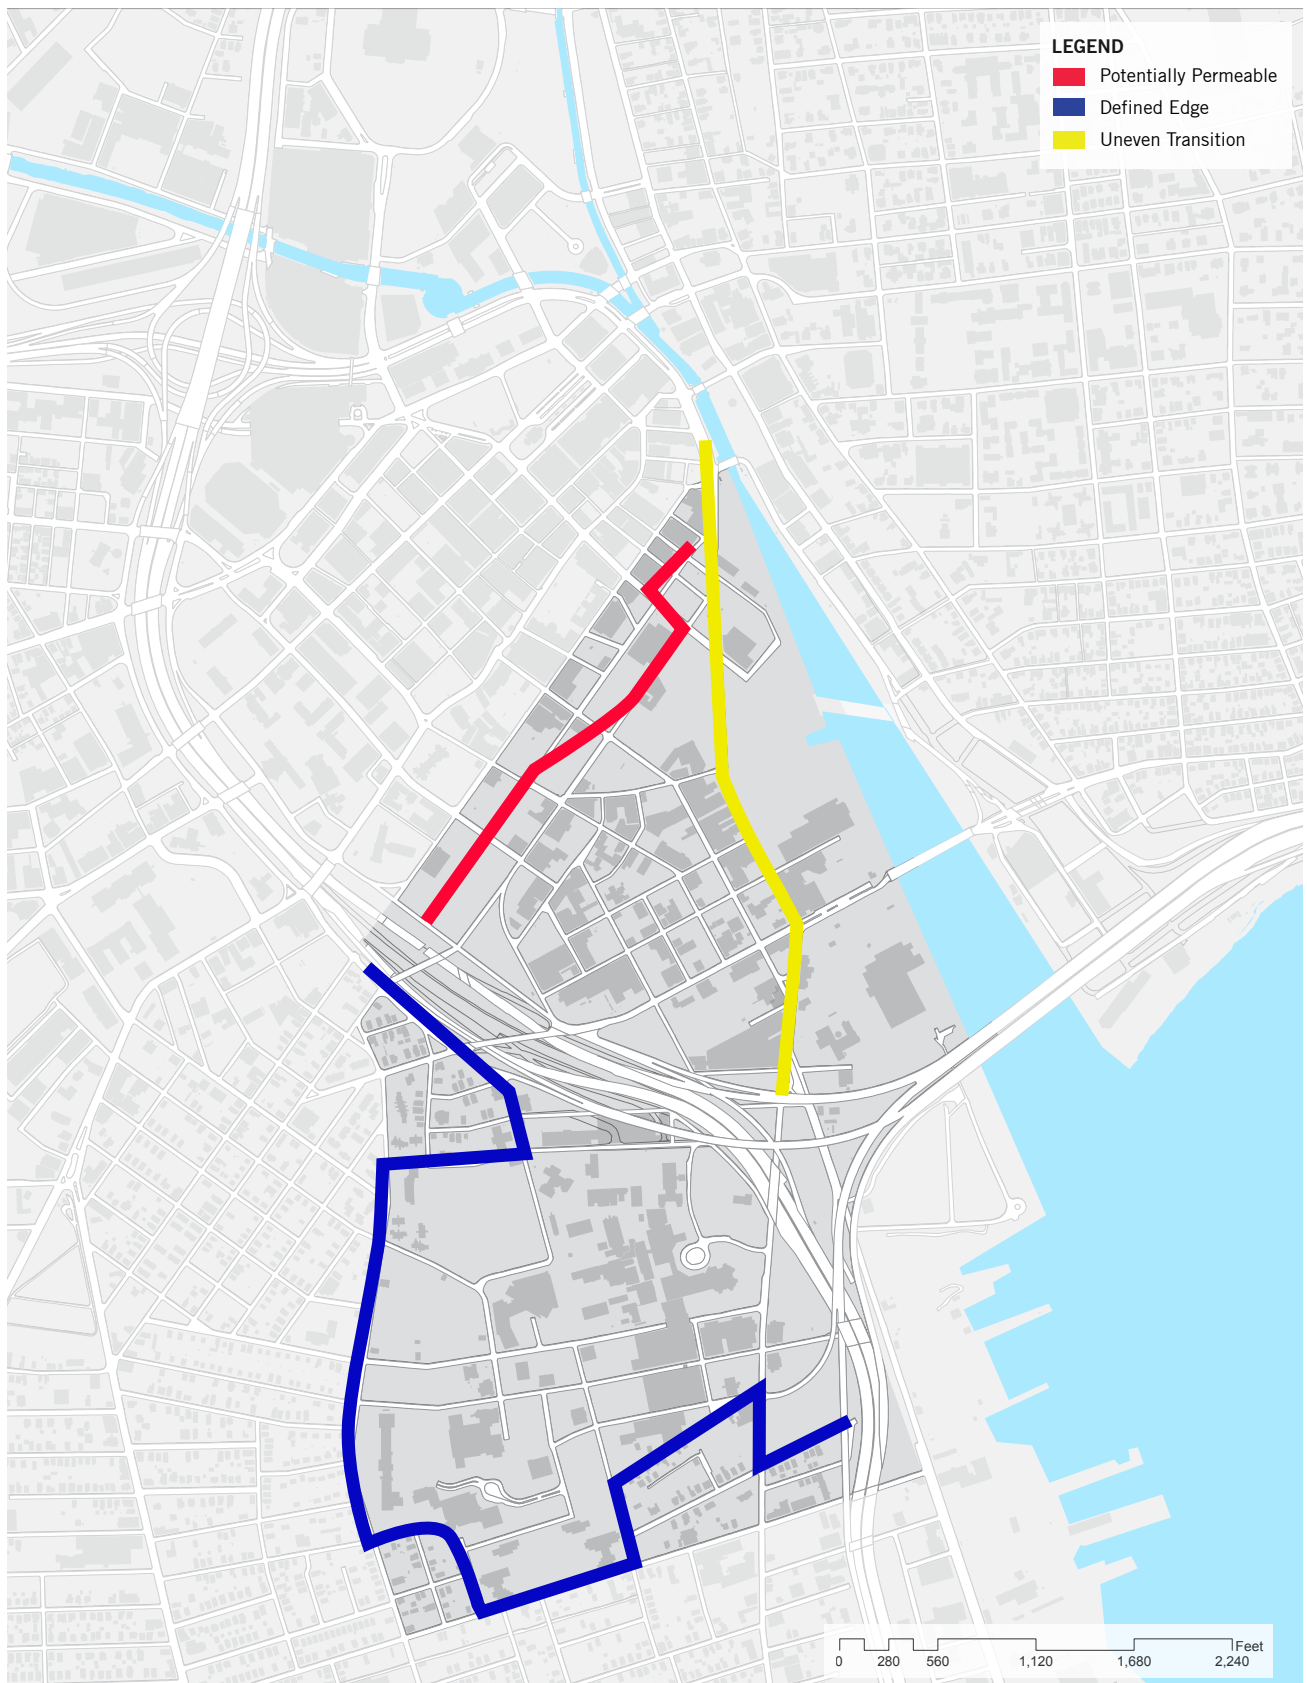 LEGEND
Potentially Permeable
Defined Edge
Uneven Transition
Feet
0 280 560 1,120 1,680 2,240